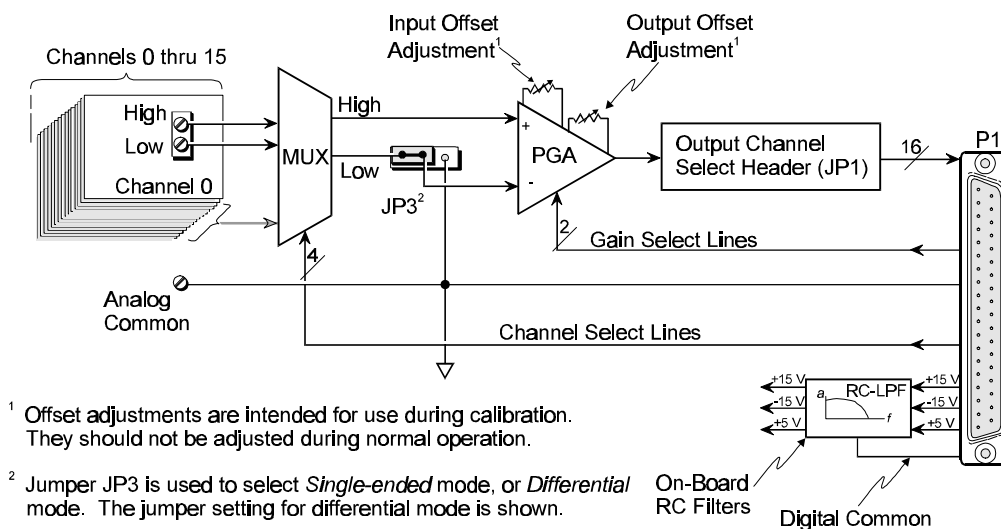 Input Offset
Adjustment1
Output Offset
Adjustment1
Channels 0 thru 15
High
Low
Channel 0
MUX
High
Low
JP3²
+
-
PGA
Output Channel
Select Header (JP1)
16
P1
2
Gain Select Lines
4
Analog
Common
Channel Select Lines
+15 V
-15 V
+5 V
RC-LPF
a
f
+15 V
-15 V
+5 V
On-Board
RC Filters
Digital Common
1 Offset adjustments are intended for use during calibration.
They should not be adjusted during normal operation.
2 Jumper JP3 is used to select Single-ended mode, or Differential
mode. The jumper setting for differential mode is shown.